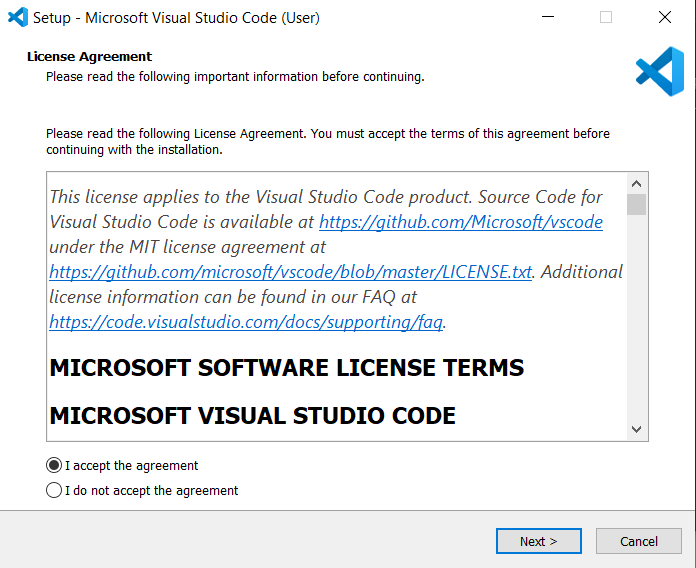 Setup - Microsoft Visual Studio Code (User)
License Agreement
Please read the following important information before continuing.
Please read the following License Agreement. You must accept the terms of this agreement before
continuing with the installation.
This license applies to the Visual Studio Code product. Source Code for
Visual Studio Code is available at https://github.com/Microsoft/vscode
under the MIT license agreement at
https://github.com/microsoft/vscode/blob/master/LICENSE.txt. Additional
license information can be found in our FAQ at
https://code.visualstudio.com/docs/supporting/faq.
MICROSOFT SOFTWARE LICENSE TERMS
MICROSOFT VISUAL STUDIO CODE
I accept the agreement
I do not accept the agreement
Next >
Cancel